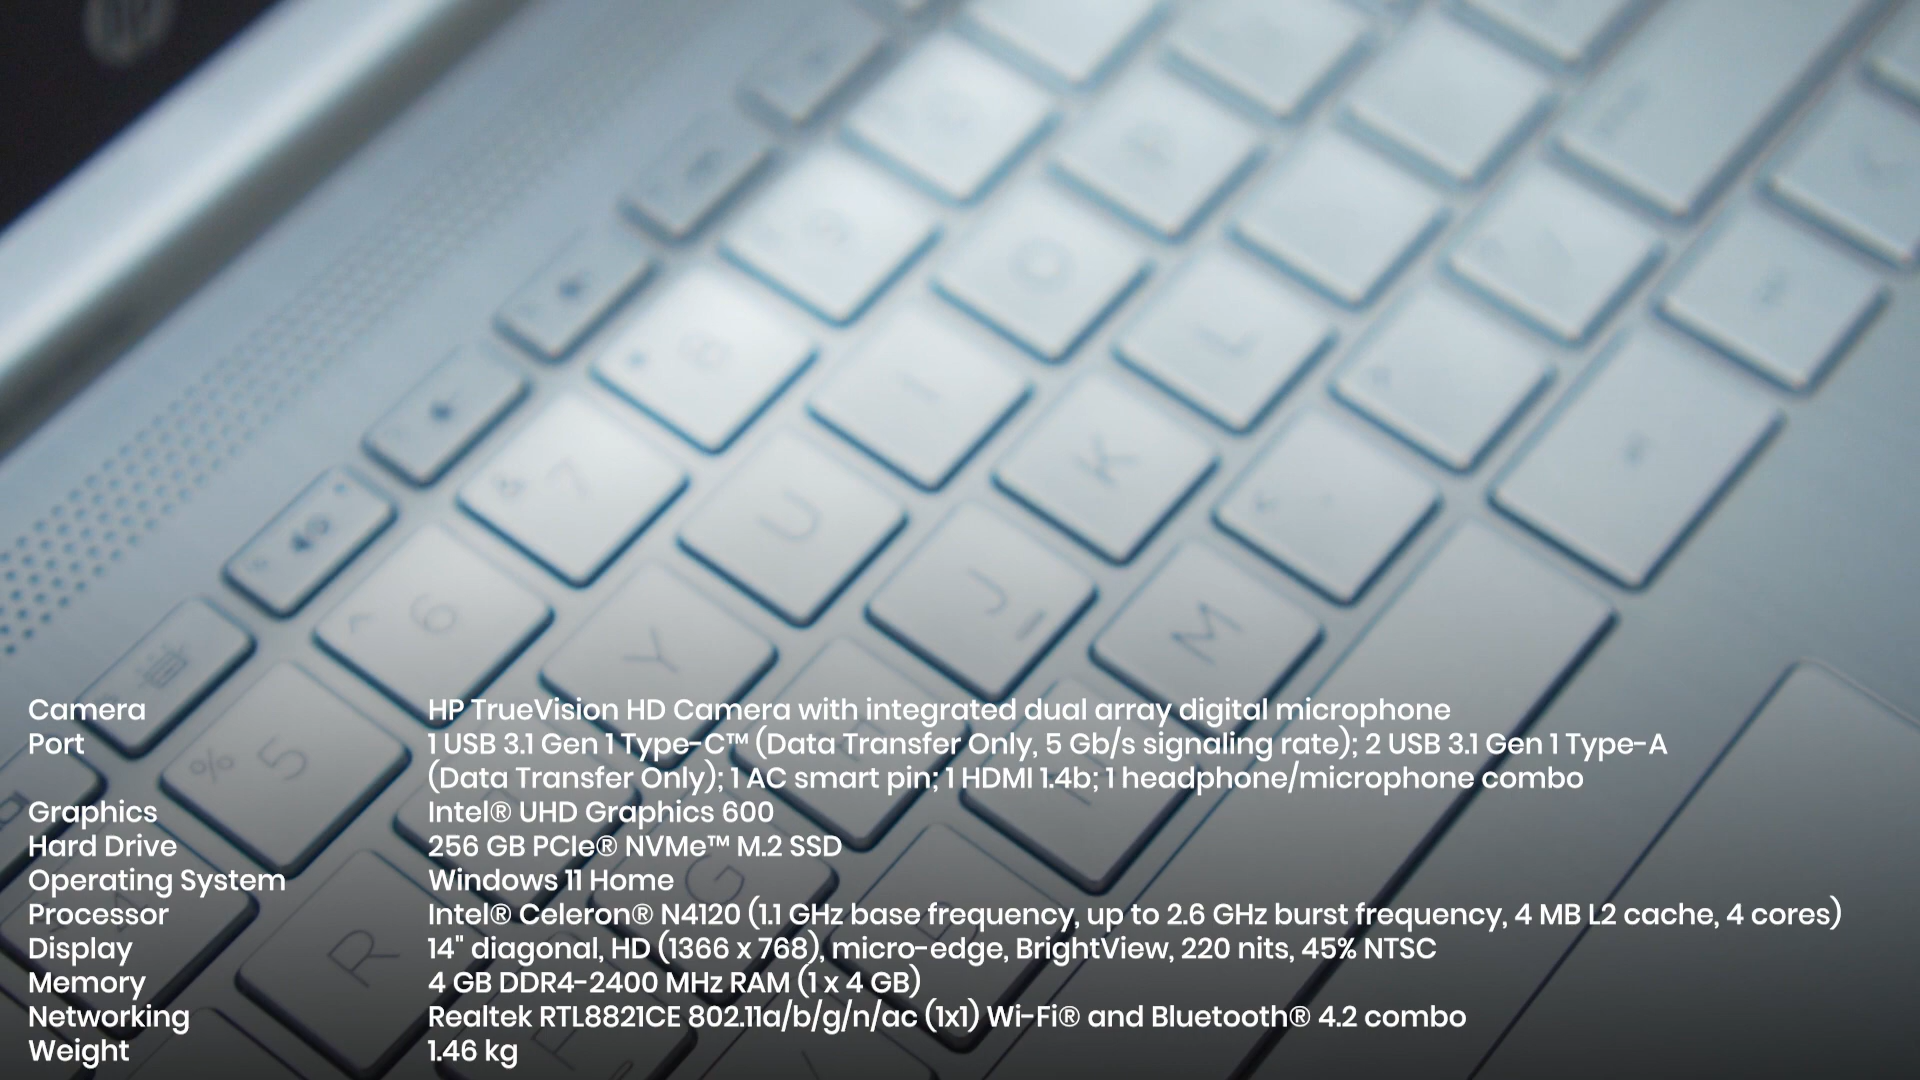 Camera HP TrueVision HD Camera with integrated dual array digital microphone
Port 1 USB 3.1 Gen 1 Type-C™ (Data Transfer Only, 5 Gb/s signaling rate); 2 USB 3.1 Gen 1 Type-A
(Data Transfer Only); 1 AC smart pin; 1 HDMI 1.4b; 1 headphone/microphone combo
Graphics Intel® UHD Graphics 600
Hard Drive 256 GB PCIe® NVMe™ M.2 SSD
Operating System Windows 11 Home
Processor Intel® Celeron® N4120 (1.1 GHz base frequency, up to 2.6 GHz burst frequency, 4 MB L2 cache, 4 cores)
Display 14" diagonal, HD (1366 x 768), micro-edge, BrightView, 220 nits, 45% NTSC
Memory 4 GB DDR4-2400 MHz RAM (1 x 4 GB)
Networking Realtek RTL8821CE 802.11a/b/g/n/ac (1x1) Wi-Fi® and Bluetooth® 4.2 combo
Weight 1.46 kg
% 5
^ 6
& 7
* 8
9
R
Y
U
I
O
G
J
K
L
M